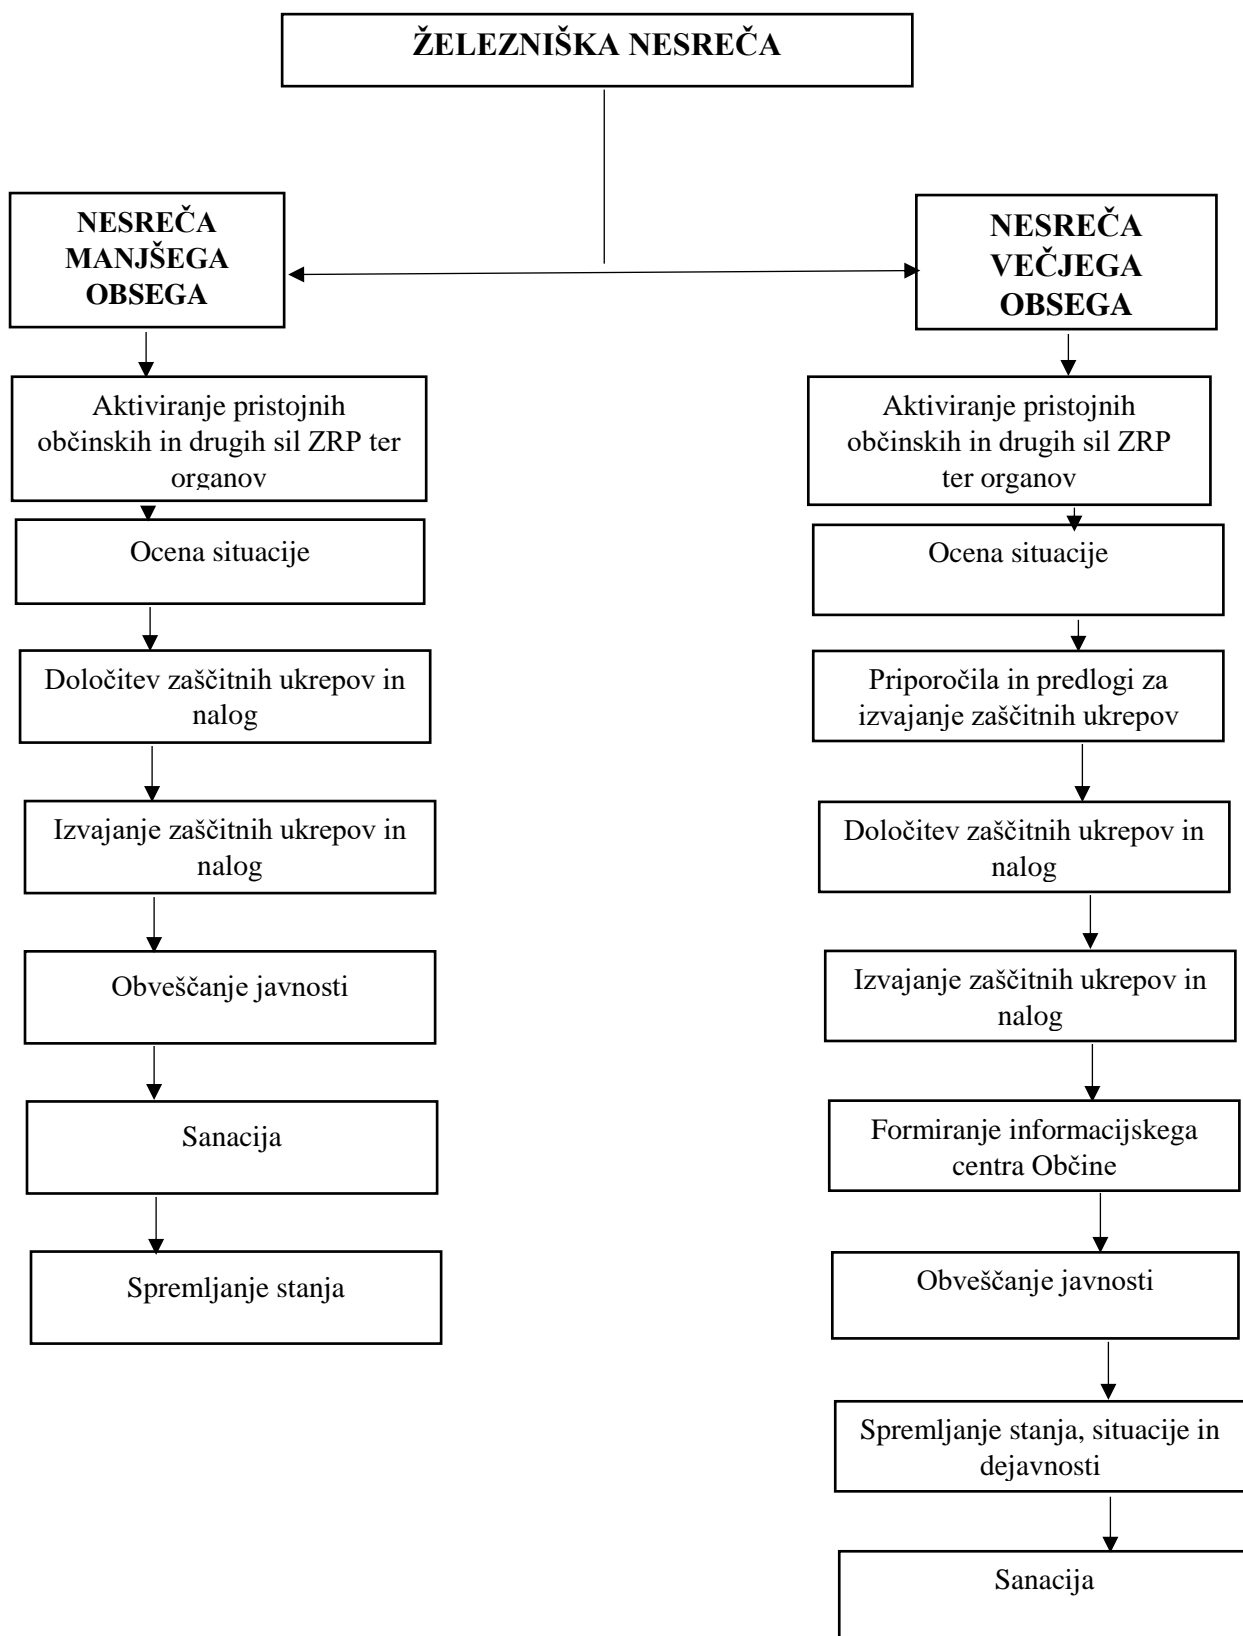 ŽELEZNIŠKA NESREČA
NESREČA
MANJŠEGA
OBSEGA
Aktiviranje pristojnih
občinskih in drugih sil ZRP ter
organov
Ocena situacije
Določitev zaščitnih ukrepov in
nalog
Izvajanje zaščitnih ukrepov in
nalog
Obveščanje javnosti
Sanacija
Spremljanje stanja
NESREČA
VEČJEGA
OBSEGA
Aktiviranje pristojnih
občinskih in drugih sil ZRP
ter organov
Ocena situacije
Priporočila in predlogi za
izvajanje zaščitnih ukrepov
Določitev zaščitnih ukrepov in
nalog
Izvajanje zaščitnih ukrepov in
nalog
Formiranje informacijskega
centra Občine
Obveščanje javnosti
Spremljanje stanja, situacije in
dejavnosti
Sanacija